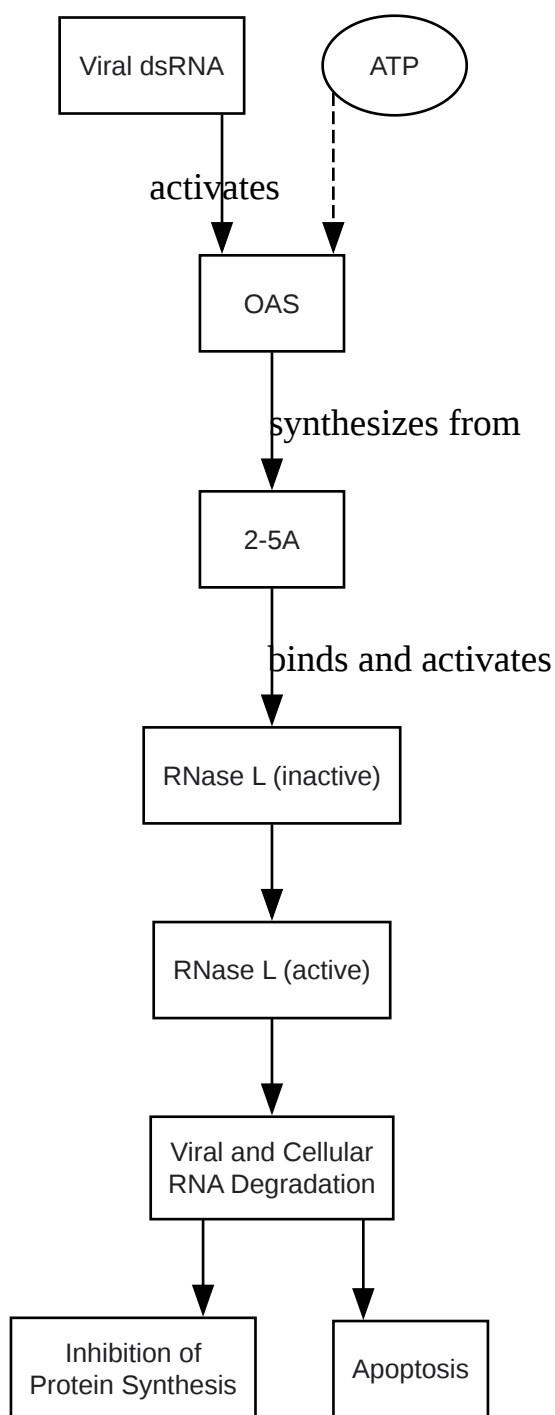 Viral dsRNA
ATP
activates
OAS
synthesizes from
2-5A
binds and activates
RNase L (inactive)
RNase L (active)
Viral and Cellular
RNA Degradation
Inhibition of
Protein Synthesis
Apoptosis